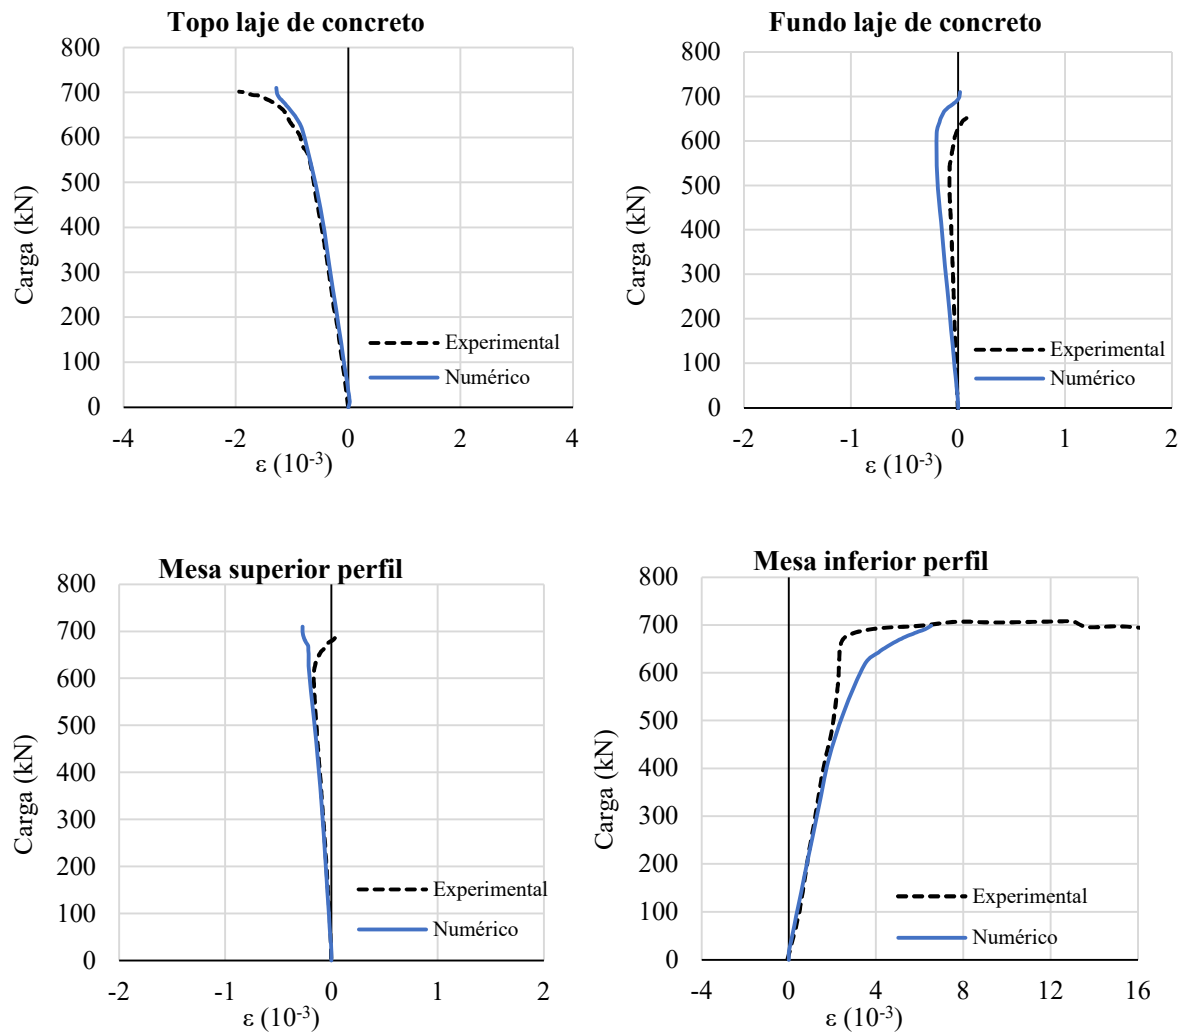 Topo laje de concreto
800
700
600
500
400
300
200
100
0
Carga (kN)
Experimental
Numérico
-4 -2 0 2 4
ε (10-3)
Fundo laje de concreto
800
700
600
500
400
300
200
100
0
Carga (kN)
Experimental
Numérico
-2 -1 0 1 2
ε (10-3)
Mesa superior perfil
800
700
600
500
400
300
200
100
0
Carga (kN)
Experimental
Numérico
-2 -1 0 1 2
ε (10-3)
Mesa inferior perfil
800
700
600
500
400
300
200
100
0
Carga (kN)
Experimental
Numérico
-4 0 4 8 12 16
ε (10-3)